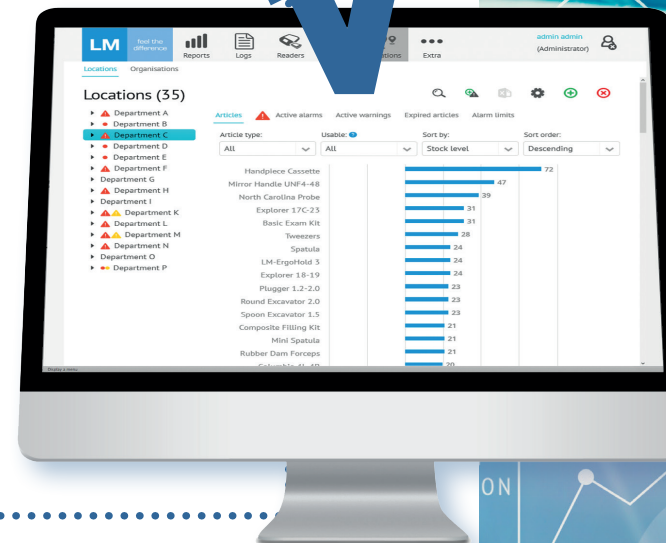 LM
feel the
difference
Reports
Logs
Readers
Extra
admin admin
(Administrator)
Locations Organisations
Locations (35)
Department A
Department B
Department C
Department D
Department E
Department F
Department G
Department H
Department I
Department K
Department L
Department M
Department N
Department O
Department P
Articles Active alarms Active warnings Expired articles Alarm limits
Article type: Usable: Sort by: Sort order:
All All Stock level Descending
Handpiece Cassette 72
Mirror Handle UNF4-48 47
North Carolina Probe 39
Explorer 17C-23 31
Basic Exam Kit 31
Tweezers 28
Spatula 24
LM-ErgoHold 3 24
Explorer 18-19 24
Plugger 1.2-2.0 23
Round Excavator 2.0 23
Spoon Excavator 1.5 23
Composite Filling Kit 21
Mini Spatula 21
Rubber Dam Forceps 21
20
Display a menu
ON